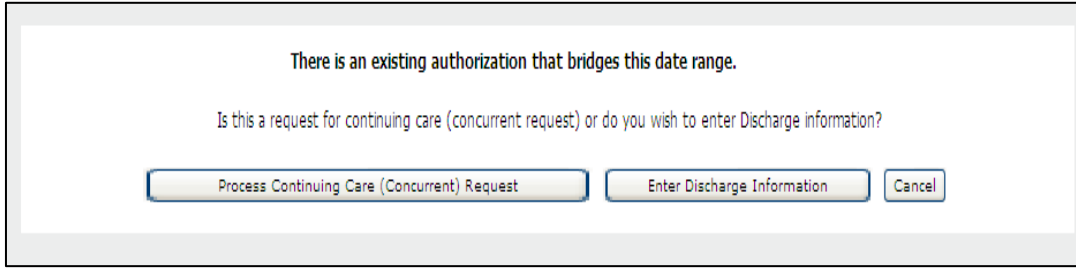 There is an existing authorization that bridges this date range.
Is this a request for continuing care (concurrent request) or do you wish to enter Discharge information?
Process Continuing Care (Concurrent) Request Enter Discharge Information Cancel